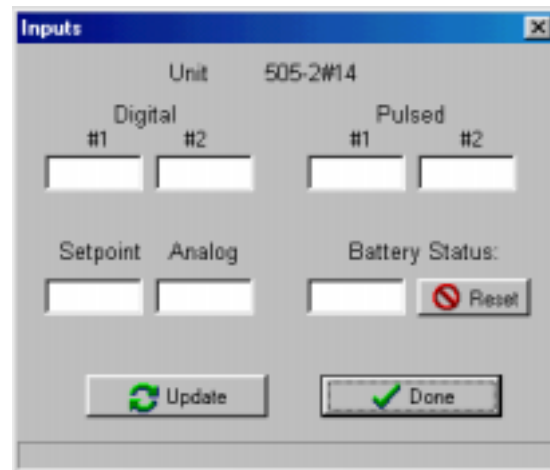 Inputs
Unit 505-2#14
Digital Pulsed
#1 #2 #1 #2
Setpoint Analog Battery Status:
Reset
Update Done